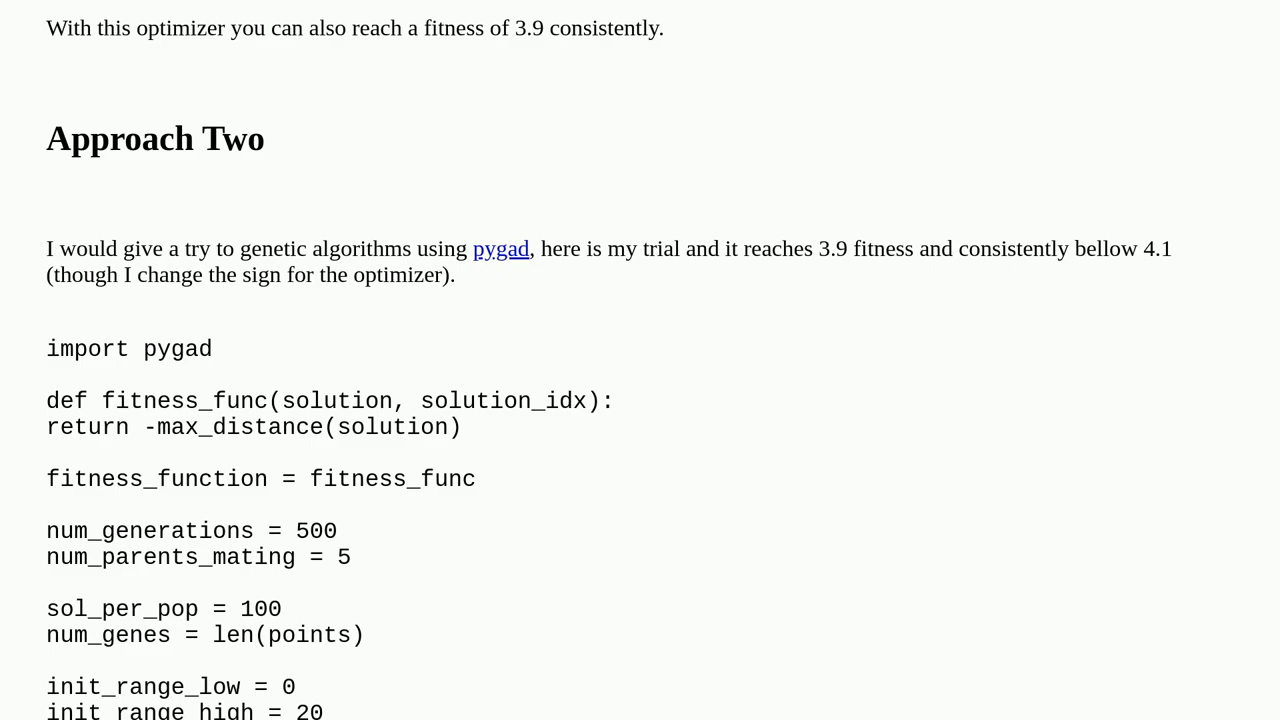 With this optimizer you can also reach a fitness of 3.9 consistently.
Approach Two
I would give a try to genetic algorithms using pygad, here is my trial and it reaches 3.9 fitness and consistently bellow 4.1
(though I change the sign for the optimizer).
import pygad
def fitness_func(solution, solution_idx):
return -max_distance(solution)
fitness_function = fitness_func
num_generations = 500
num_parents_mating = 5
sol_per_pop = 100
num_genes = len(points)
init_range_low = 0
init_range_high = 20